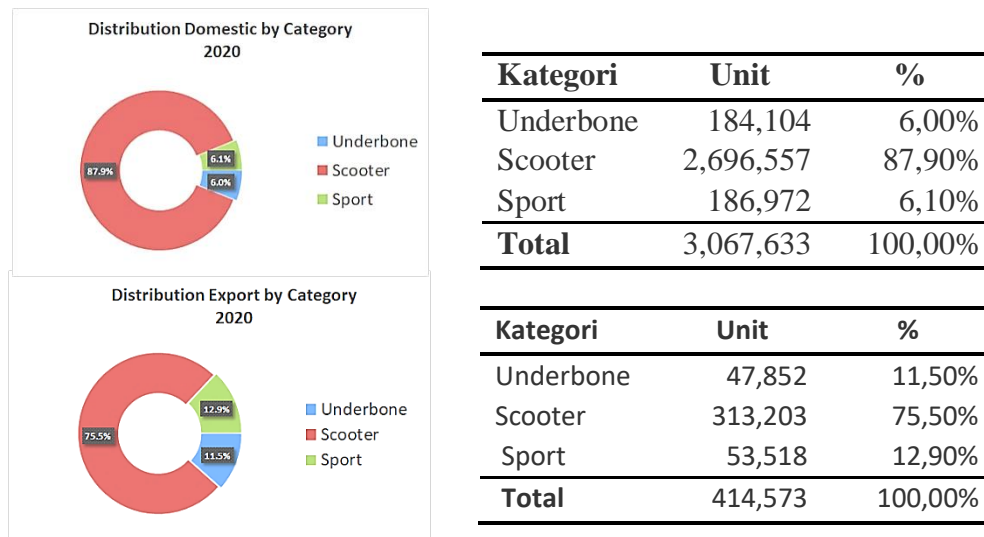 Distribution Domestic by Category
2020
87.9%
6.1%
6.0%
Underbone
Scooter
Sport
Kategori Unit %
Underbone 184,104 6,00%
Scooter 2,696,557 87,90%
Sport 186,972 6,10%
Total 3,067,633 100,00%
Distribution Export by Category
2020
75.5%
12.9%
11.5%
Underbone
Scooter
Sport
Kategori Unit %
Underbone 47,852 11,50%
Scooter 313,203 75,50%
Sport 53,518 12,90%
Total 414,573 100,00%